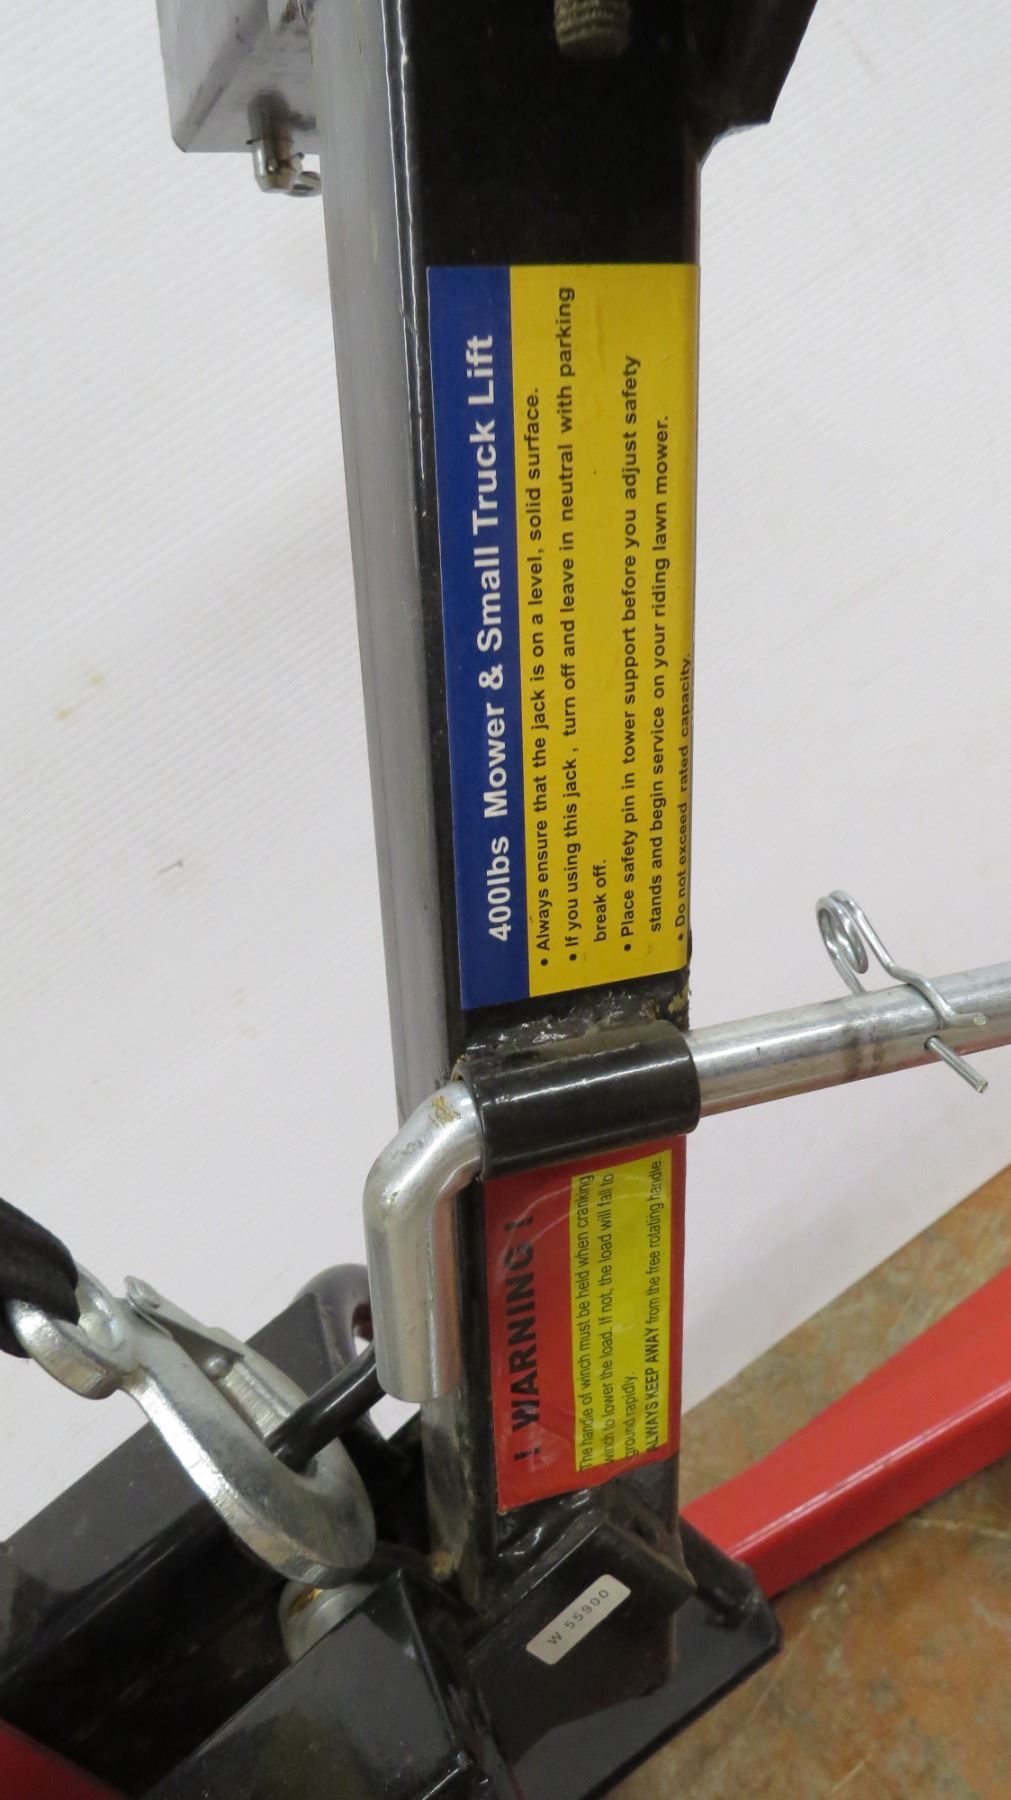 400lbs Mower & Small Truck Lift
• Always ensure that the jack is on a level, solid surface.
• If you using this jack , turn off and leave in neutral with parking
break off.
• Place safety pin in tower support before you adjust safety
stands and begin service on your riding lawn mower.
• Do not exceed rated capacity.
! WARNING !
The handle of winch must be held when cranking
winch to lower the load. If not, the load will fall to
ground rapidly.
ALWAYS KEEP AWAY from the free rotating handle.
W 55900